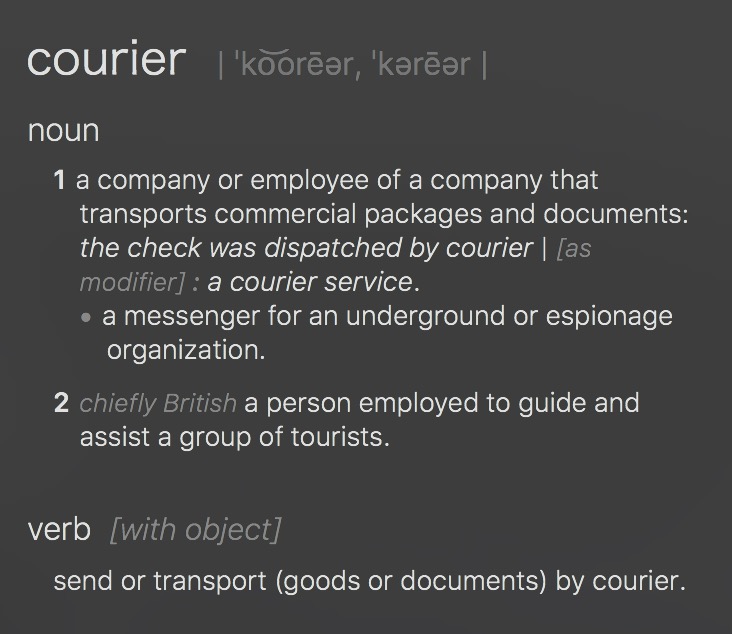 courier | ˈko͝orēər, ˈkərēər |
noun
1 a company or employee of a company that
transports commercial packages and documents:
the check was dispatched by courier | [as
modifier] : a courier service.
• a messenger for an underground or espionage
organization.
2 chiefly British a person employed to guide and
assist a group of tourists.
verb [with object]
send or transport (goods or documents) by courier.